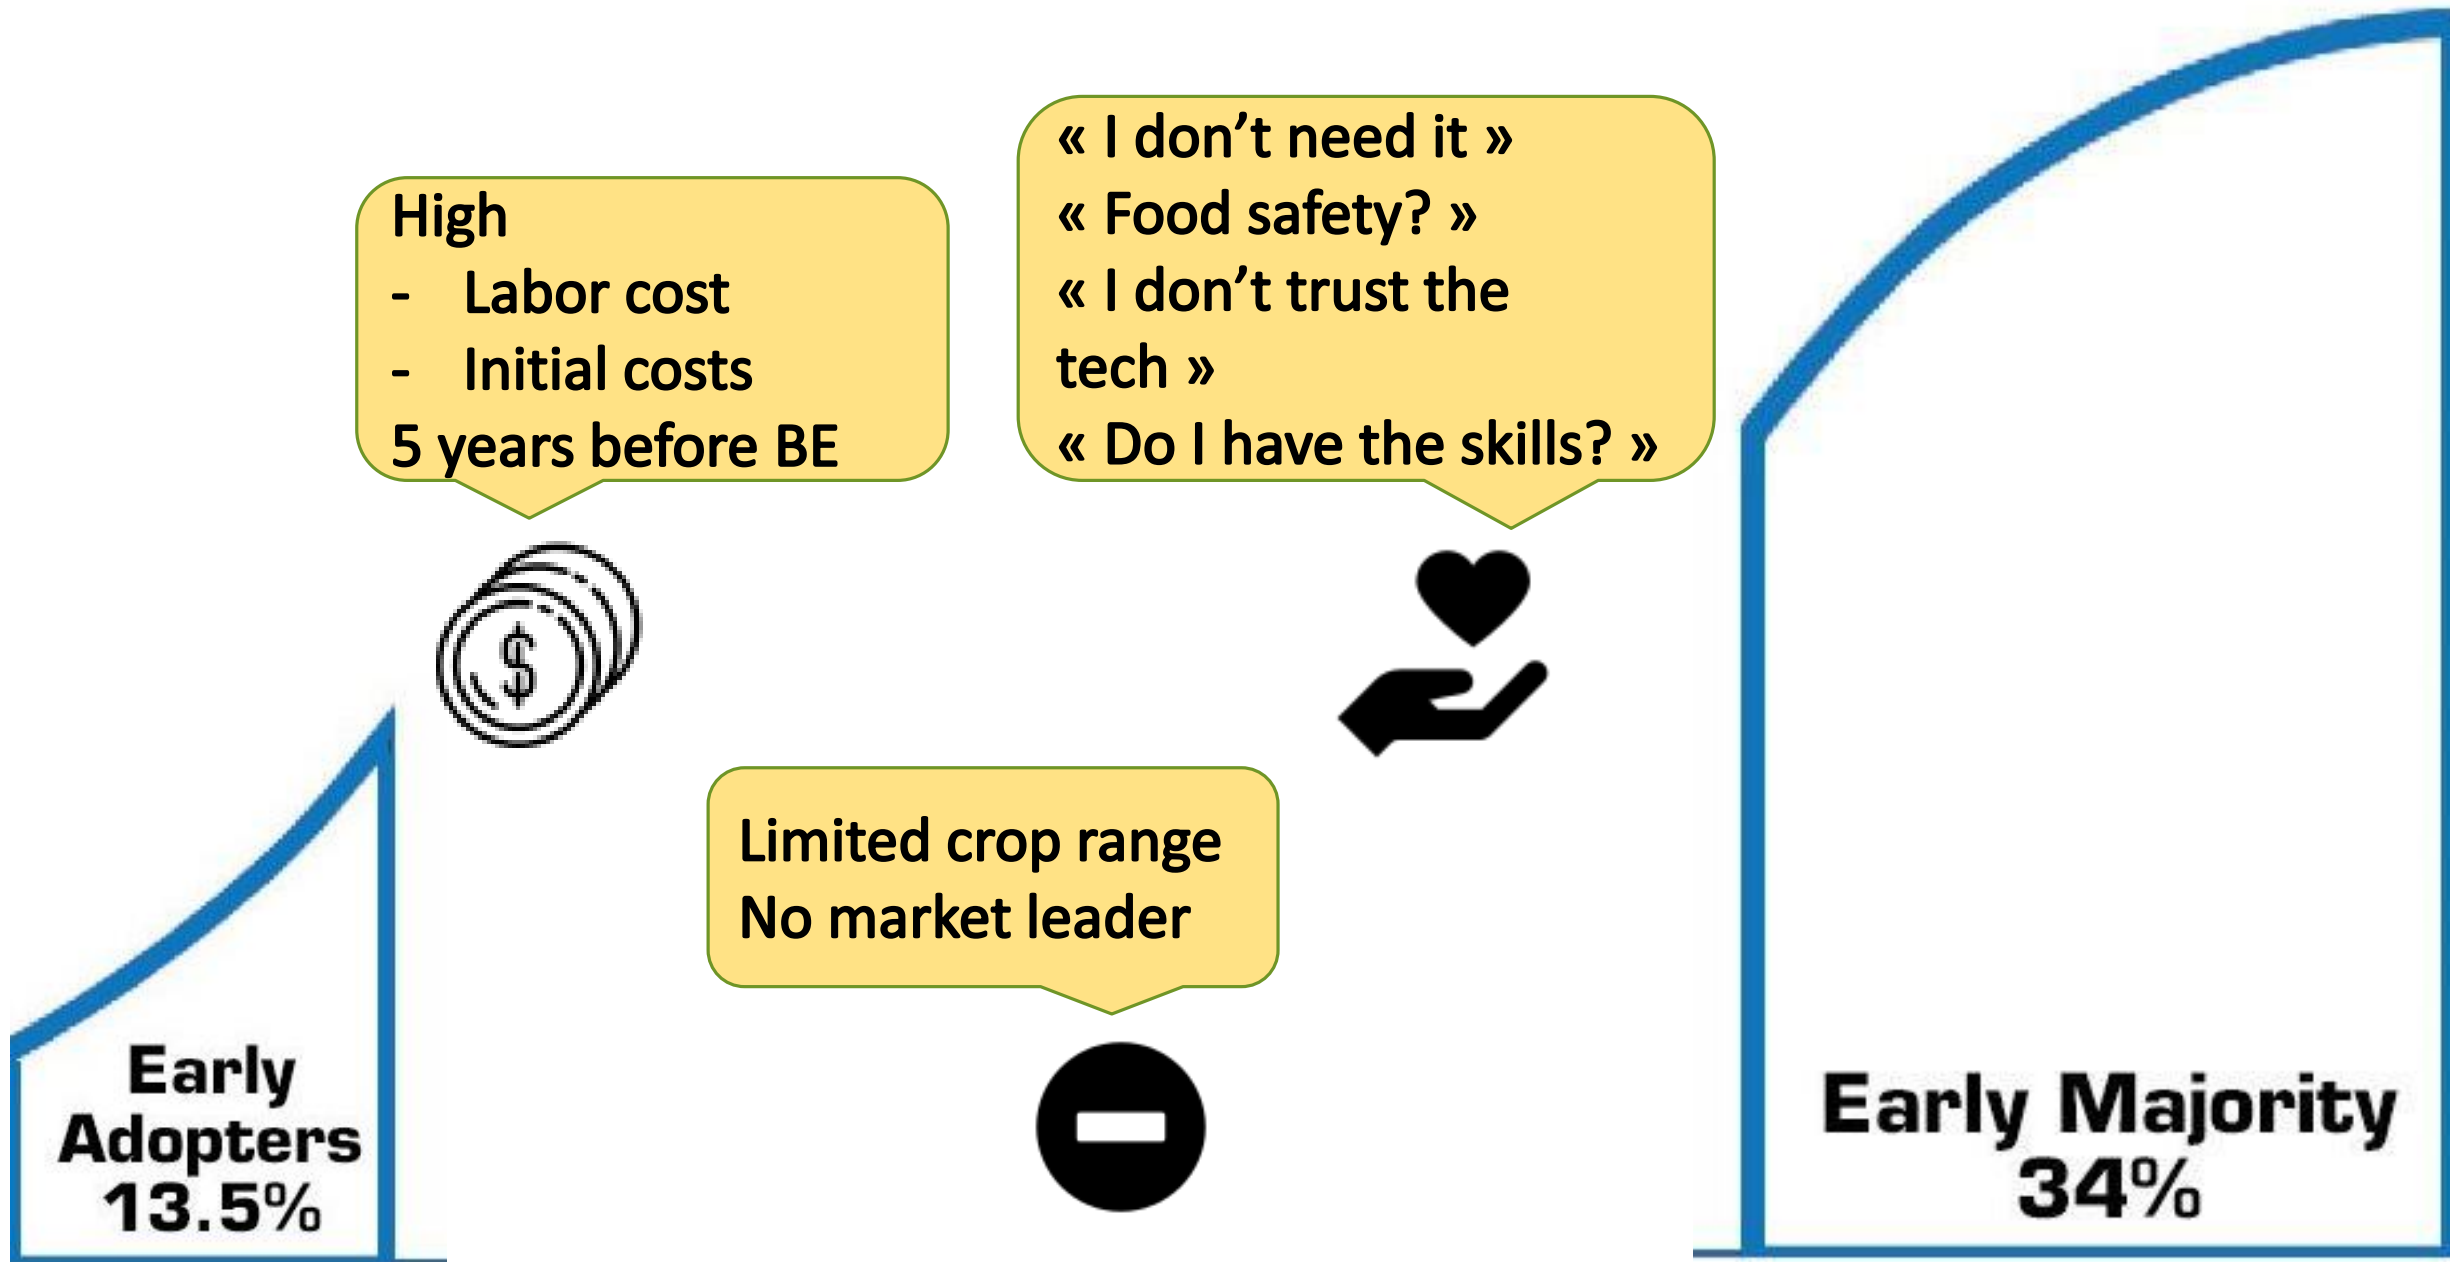 High
- Labor cost
- Initial costs
5 years before BE
« I don’t need it »
« Food safety? »
« I don’t trust the
tech »
« Do I have the skills? »
$
Limited crop range
No market leader
Early
Adopters
13.5%
Early Majority
34%